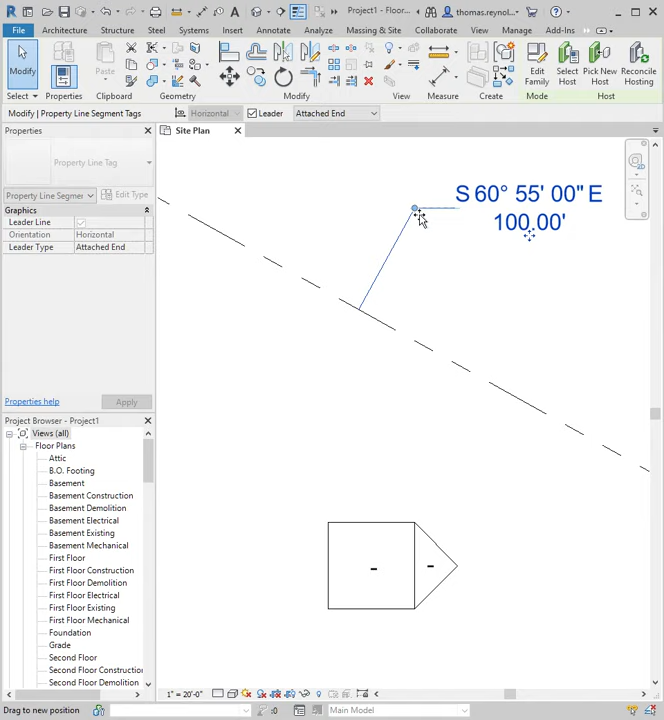 Project1 - Floor...
thomas.reynol...
File Architecture Structure Steel Systems Insert Annotate Analyze Massing & Site Collaborate View Manage Add-Ins
Modify
Properties
Paste
Edit Family
Select Host
Pick New Host
Reconcile Hosting
Select Properties Clipboard Geometry Modify View Measure Create Mode Host
Modify | Property Line Segment Tags
Horizontal
Leader
Attached End
Properties
Site Plan
Property Line Tag
Property Line Segmer
Edit Type
Graphics
Leader Line
Orientation Horizontal
Leader Type Attached End
Properties help
Apply
S 60° 55' 00" E
100.00'
Project Browser - Project1
Views (all)
Floor Plans
Attic
B.O. Footing
Basement
Basement Construction
Basement Demolition
Basement Electrical
Basement Existing
Basement Mechanical
First Floor
First Floor Construction
First Floor Demolition
First Floor Electrical
First Floor Existing
First Floor Mechanical
Foundation
Grade
Second Floor
Second Floor Constructio
Second Floor Demolition
1" = 20'-0"
Drag to new position
:0
Main Model